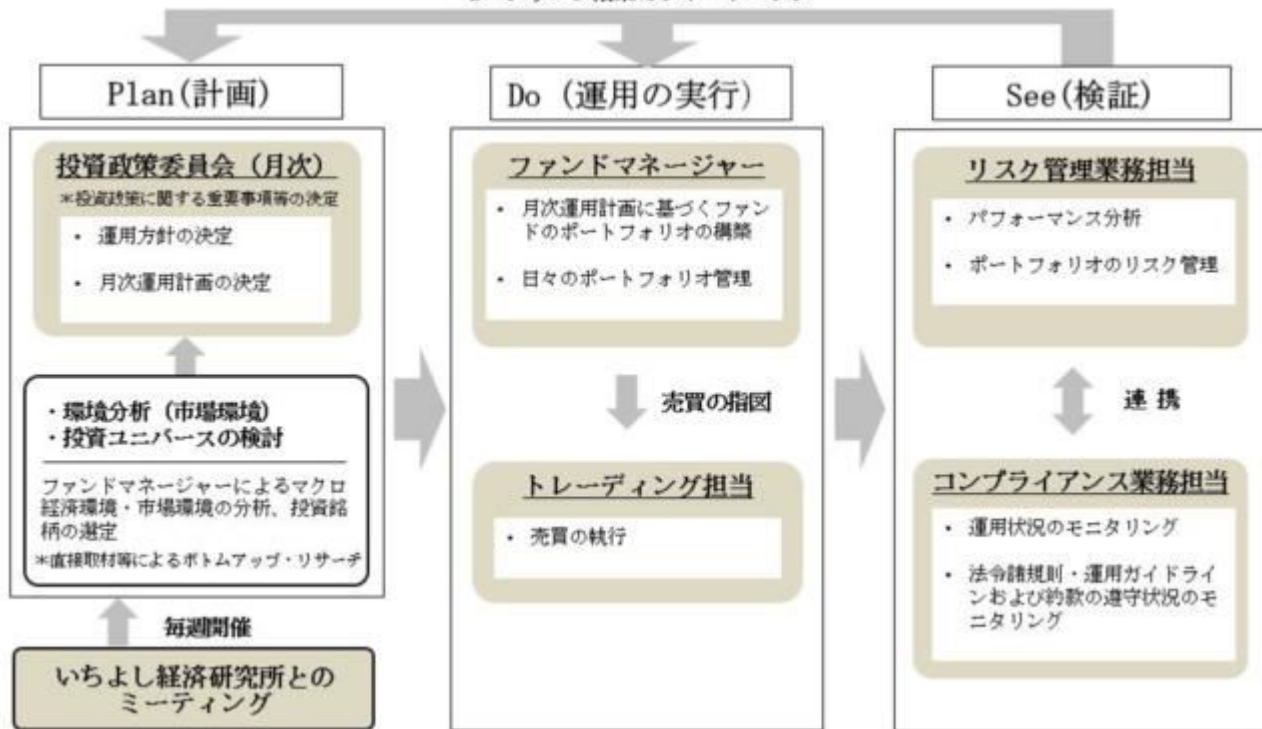 Plan(計画)
投資政策委員会（月次）
＊投資政策に関する重要事項等の決定
・ 運用方針の決定
・ 月次運用計画の決定
・環境分析（市場環境）
・投資ユニバースの検討
ファンドマネージャーによるマクロ
経済環境・市場環境の分析、投資銘
柄の選定
＊直接取材等によるボトムアップ・リサーチ
毎週開催
いちよし経済研究所との
ミーティング
Do（運用の実行）
ファンドマネージャー
・ 月次運用計画に基づくファン
ドのポートフォリオの構築
・ 日々のポートフォリオ管理
売買の指図
トレーディング担当
・ 売買の執行
See(検証)
リスク管理業務担当
・ パフォーマンス分析
・ ポートフォリオのリスク管理
連 携
コンプライアンス業務担当
・ 運用状況のモニタリング
・ 法令諸規則・運用ガイドライ
ンおよび約款の遵守状況のモ
ニタリング